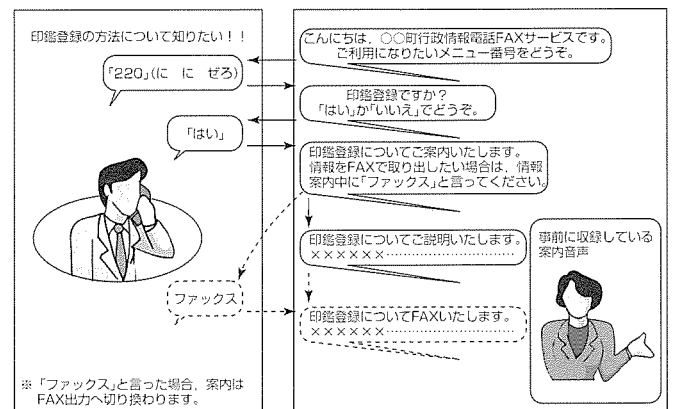 印鑑登録の方法について知りたい！！
こんにちは，○○町行政情報電話FAXサービスです。
ご利用になりたいメニュー番号をどうぞ。
「220」(に に ぜろ)
印鑑登録ですか？
「はい」か「いいえ」でどうぞ。
「はい」
印鑑登録についてご案内いたします。
情報をFAXで取り出したい場合は，情報
案内中に「ファックス」と言ってください。
印鑑登録についてご説明いたします。
××××××……………………………
事前に収録している
案内音声
ファックス
印鑑登録についてFAXいたします。
××××××……………………………
※「ファックス」と言った場合，案内は
FAX出力へ切り換わります。